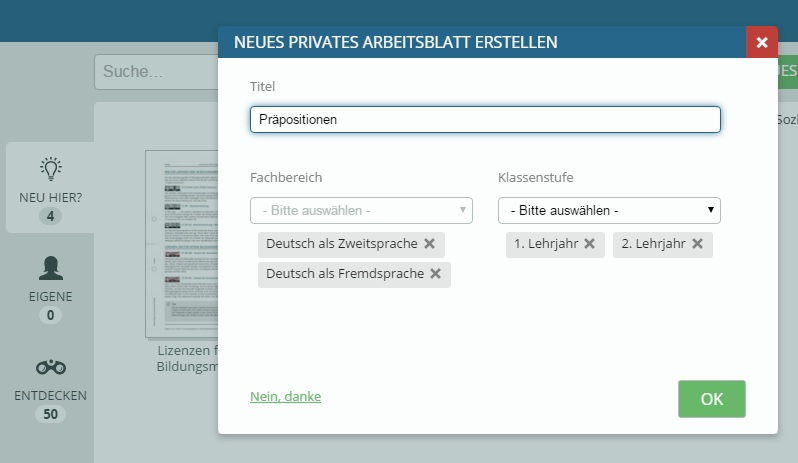 NEUES PRIVATES ARBEITSBLATT ERSTELLEN
Suche...
UES
Titel
Präpositionen
Sozi
Fachbereich
Klassenstufe
- Bitte auswählen -
- Bitte auswählen -
Deutsch als Zweitsprache
1. Lehrjahr
2. Lehrjahr
Deutsch als Fremdsprache
NEU HIER?
4
EIGENE
0
Lizenzen f
Bildungsm
ENTDECKEN
50
Nein, danke
OK